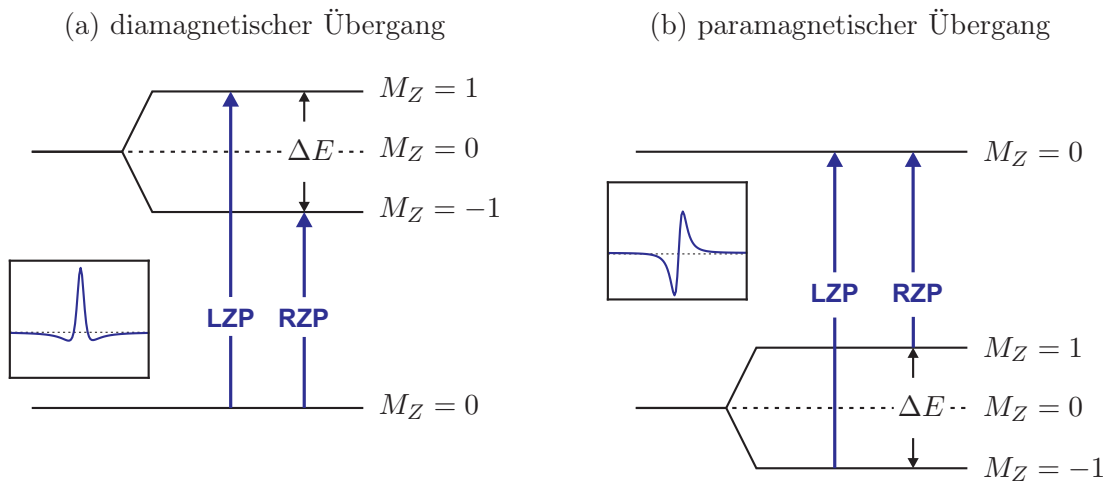 (a) diamagnetischer Übergang
M_Z = 1
ΔE
M_Z = 0
M_Z = −1
LZP
RZP
M_Z = 0
(b) paramagnetischer Übergang
M_Z = 0
LZP
RZP
M_Z = 1
ΔE
M_Z = 0
M_Z = −1